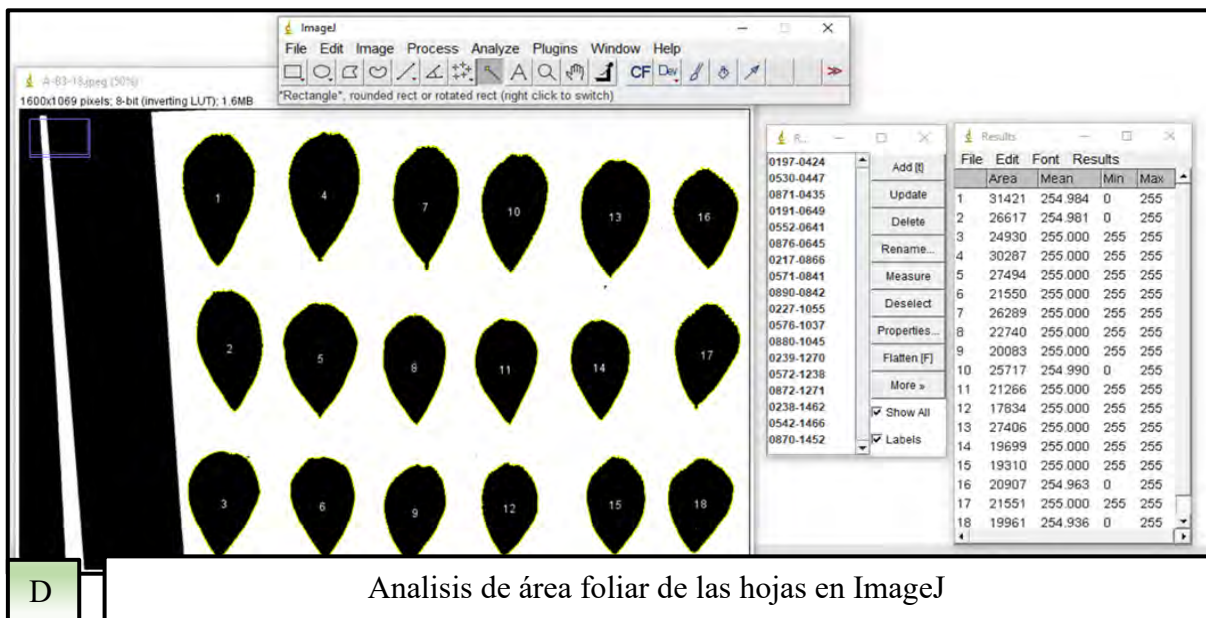 ImageJ
File Edit Image Process Analyze Plugins Window Help
A CF Dev
*Rectangle*, rounded rect or rotated rect (right click to switch)
A-B3-18.jpeg (50%)
1600x1069 pixels; 8-bit (inverting LUT); 1.6MB
1 4 7 10 13 16
2 5 8 11 14 17
3 6 9 12 15 18
R...
0197-0424
0530-0447
0871-0435
0191-0649
0552-0641
0876-0645
0217-0866
0571-0841
0890-0842
0227-1055
0576-1037
0880-1045
0239-1270
0572-1238
0872-1271
0238-1462
0542-1466
0870-1452
Add [t]
Update
Delete
Rename...
Measure
Deselect
Properties...
Flatten [F]
More »
Show All
Labels
Results
File Edit Font Results
Area Mean Min Max
1 31421 254.984 0 255
2 26617 254.981 0 255
3 24930 255.000 255 255
4 30287 255.000 255 255
5 27494 255.000 255 255
6 21550 255.000 255 255
7 26289 255.000 255 255
8 22740 255.000 255 255
9 20083 255.000 255 255
10 25717 254.990 0 255
11 21266 255.000 255 255
12 17834 255.000 255 255
13 27406 255.000 255 255
14 19699 255.000 255 255
15 19310 255.000 255 255
16 20907 254.963 0 255
17 21551 255.000 255 255
18 19961 254.936 0 255
D
Analisis de área foliar de las hojas en ImageJ